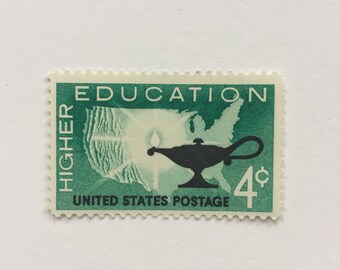 HIGHER
EDUCATION
4¢
UNITED STATES POSTAGE